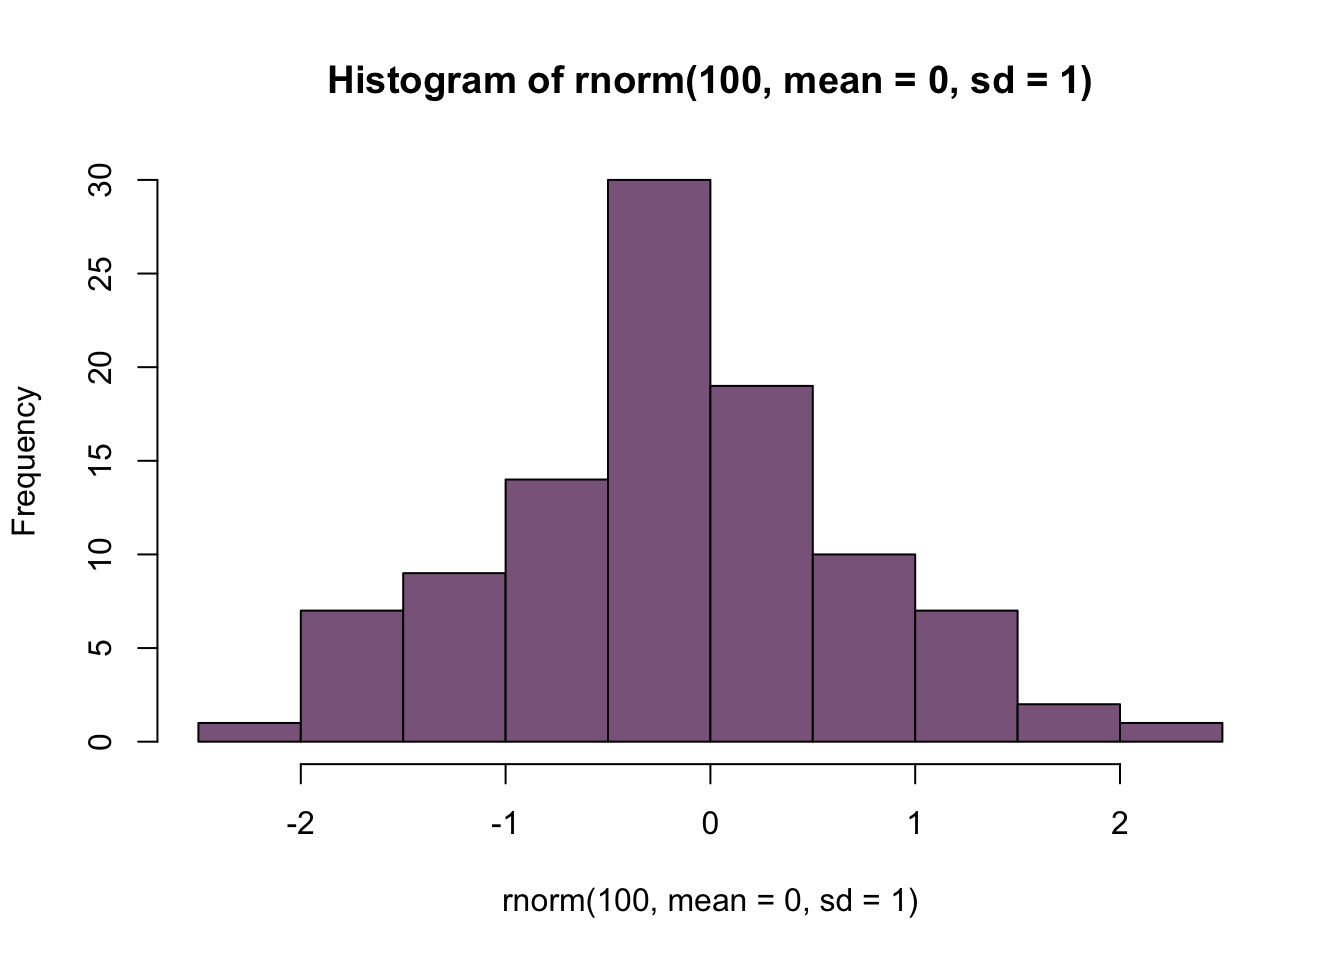 Histogram of rnorm(100, mean = 0, sd = 1)
Frequency
30
25
20
15
10
5
0
-2 -1 0 1 2
rnorm(100, mean = 0, sd = 1)